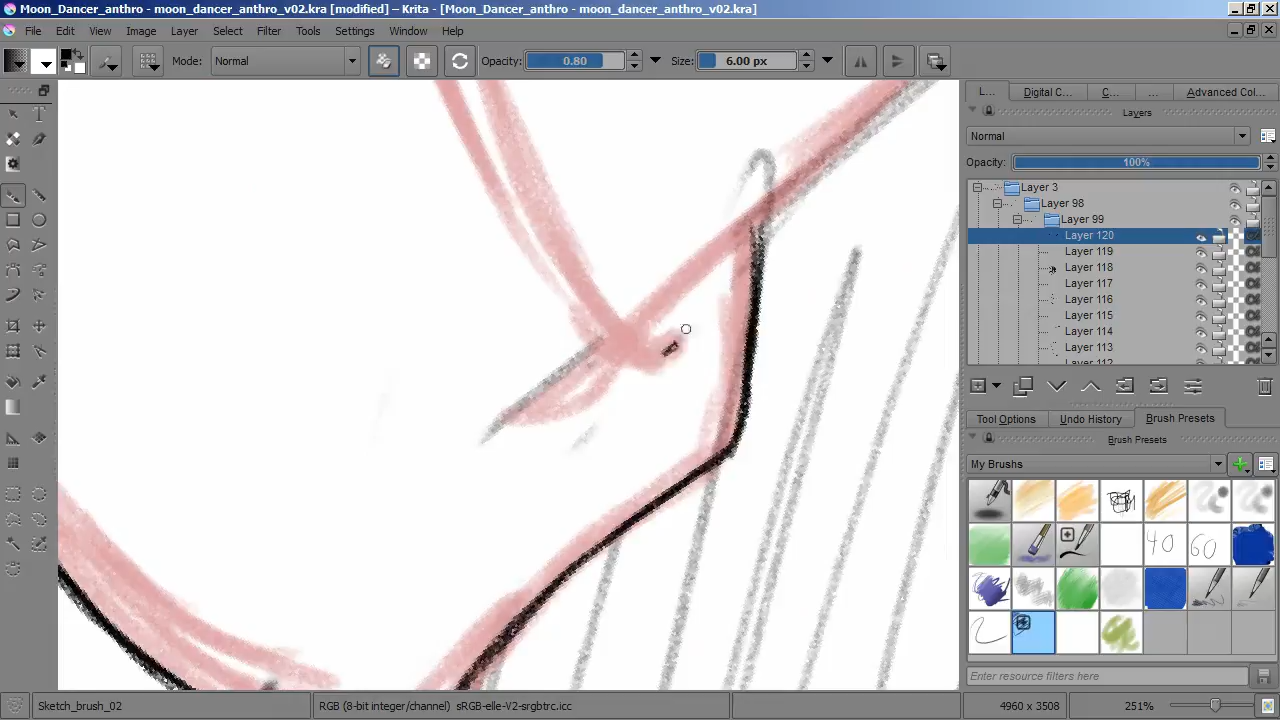 Moon_Dancer_anthro - moon_dancer_anthro_v02.kra [modified] – Krita - [Moon_Dancer_anthro - moon_dancer_anthro_v02.kra]
File Edit View Image Layer Select Filter Tools Settings Window Help
Mode: Normal Opacity: 0.80 Size: 6.00 px
L... Digital C... C... ... Advanced Col...
Layers
Normal
Opacity: 100%
Layer 3
Layer 98
Layer 99
Layer 120
Layer 119
Layer 118
Layer 117
Layer 116
Layer 115
Layer 114
Layer 113
Layer 112
Tool Options Undo History Brush Presets
Brush Presets
My Brushes
40 60
Enter resource filters here
Sketch_brush_02 RGB (8-bit integer/channel) sRGB-elle-V2-srgbtrc.icc 4960 x 3508 251%